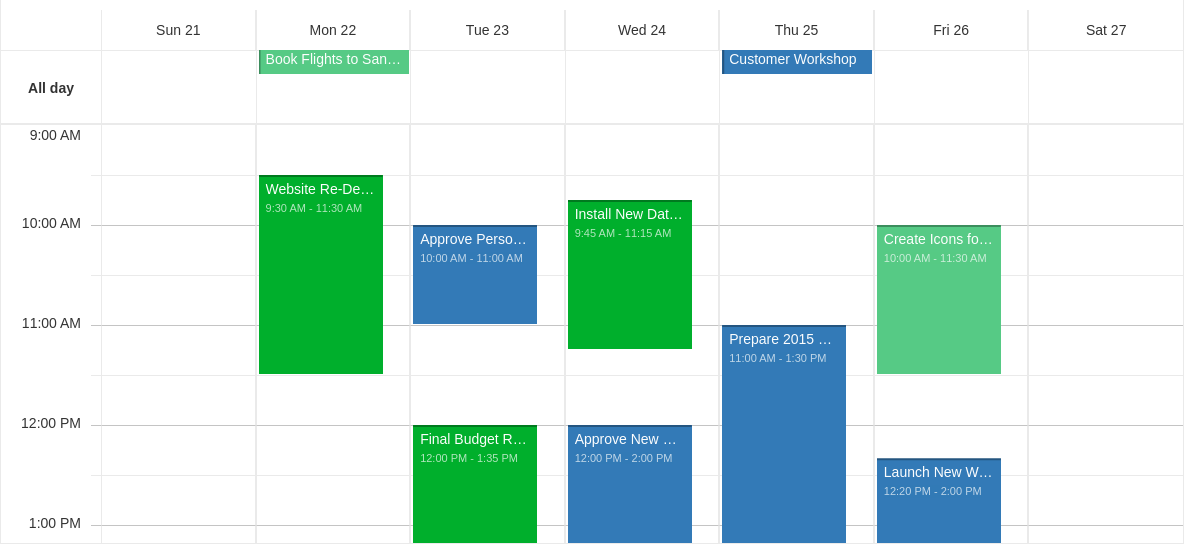 Sun 21
Mon 22
Tue 23
Wed 24
Thu 25
Fri 26
Sat 27
All day
Book Flights to San…
Customer Workshop
9:00 AM
10:00 AM
11:00 AM
12:00 PM
1:00 PM
Website Re-De…
9:30 AM - 11:30 AM
Approve Perso…
10:00 AM - 11:00 AM
Final Budget R…
12:00 PM - 1:35 PM
Install New Dat…
9:45 AM - 11:15 AM
Approve New …
12:00 PM - 2:00 PM
Prepare 2015 …
11:00 AM - 1:30 PM
Create Icons fo…
10:00 AM - 11:30 AM
Launch New W…
12:20 PM - 2:00 PM